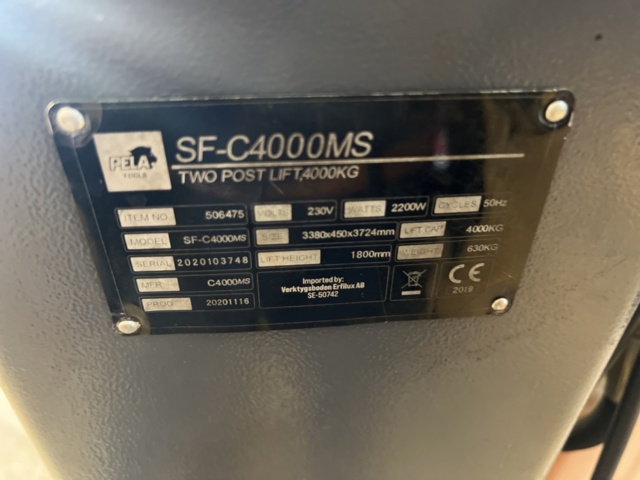 PELA
TOOLS
SF-C4000MS
TWO POST LIFT,4000KG
ITEM NO. 506475 VOLTS 230V WATTS 2200W CYCLES 50Hz
MODEL SF-C4000MS SIZE 3380x450x3724mm LIFT CAP. 4000KG
SERIAL 2020103748 LIFT HEIGHT 1800mm WEIGHT 630KG
MFR C4000MS
PROD 20201116
Imported by:
Verktygsboden Erfilux AB
SE-50742
CE
2018